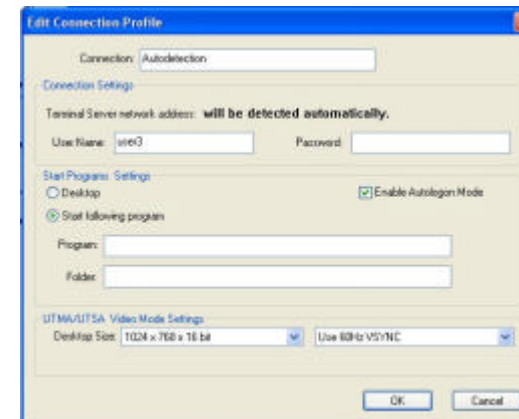 Edit Connection Profile
Connection: Autodetection
Connection Settings
Terminal Server network address: will be detected automatically.
User Name: user3 Password:
Start Programs Settings
Desktop Enable Autologon Mode
Start following program
Program:
Folder:
UTMA/UTSA Video Mode Settings
Desktop Size: 1024 x 768 x 16 bit Use 60Hz VSYNC
OK Cancel